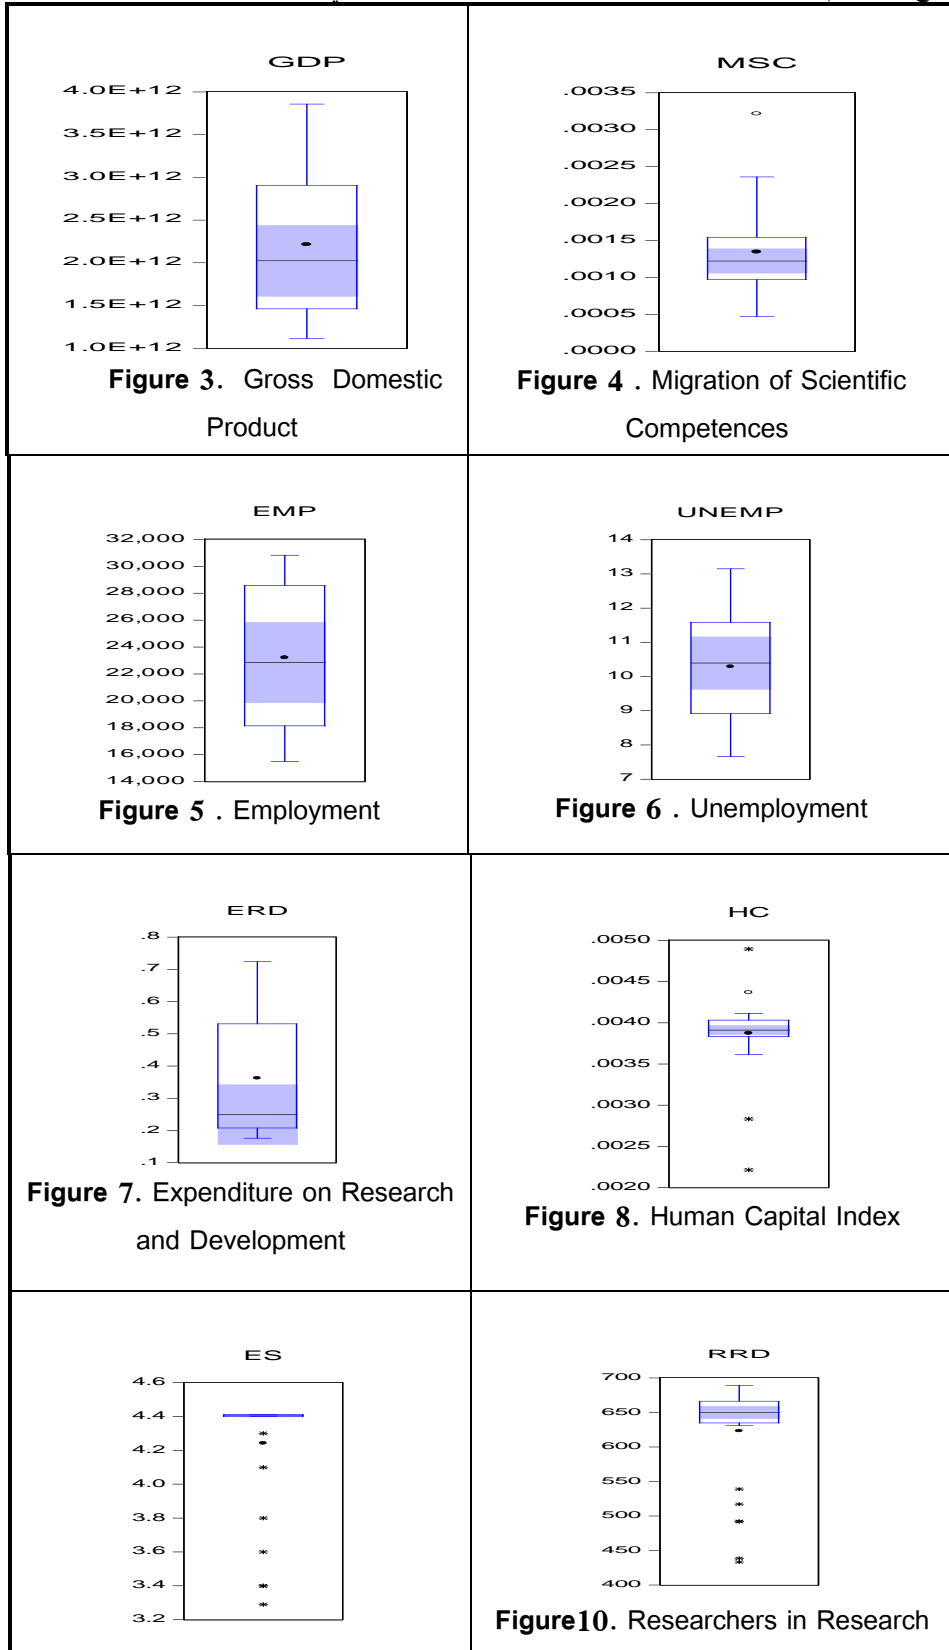 GDP
4.0E+12
3.5E+12
3.0E+12
2.5E+12
2.0E+12
1.5E+12
1.0E+12
Figure 3. Gross Domestic
Product
MSC
.0035
.0030
.0025
.0020
.0015
.0010
.0005
.0000
Figure 4 . Migration of Scientific
Competences
EMP
32,000
30,000
28,000
26,000
24,000
22,000
20,000
18,000
16,000
14,000
Figure 5 . Employment
UNEMP
14
13
12
11
10
9
8
7
Figure 6 . Unemployment
ERD
.8
.7
.6
.5
.4
.3
.2
.1
Figure 7. Expenditure on Research
and Development
HC
.0050
.0045
.0040
.0035
.0030
.0025
.0020
Figure 8. Human Capital Index
ES
4.6
4.4
4.2
4.0
3.8
3.6
3.4
3.2
RRD
700
650
600
550
500
450
400
Figure10. Researchers in Research